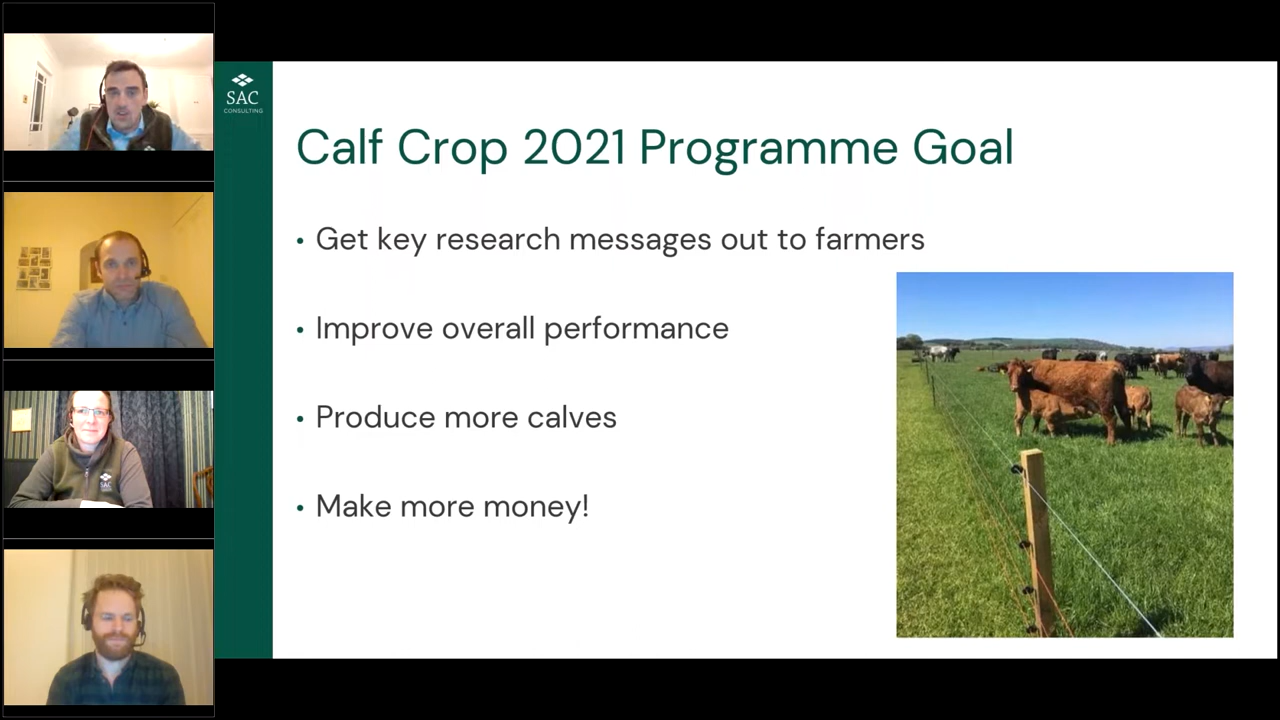 SAC
CONSULTING
Calf Crop 2021 Programme Goal
• Get key research messages out to farmers
• Improve overall performance
• Produce more calves
• Make more money!